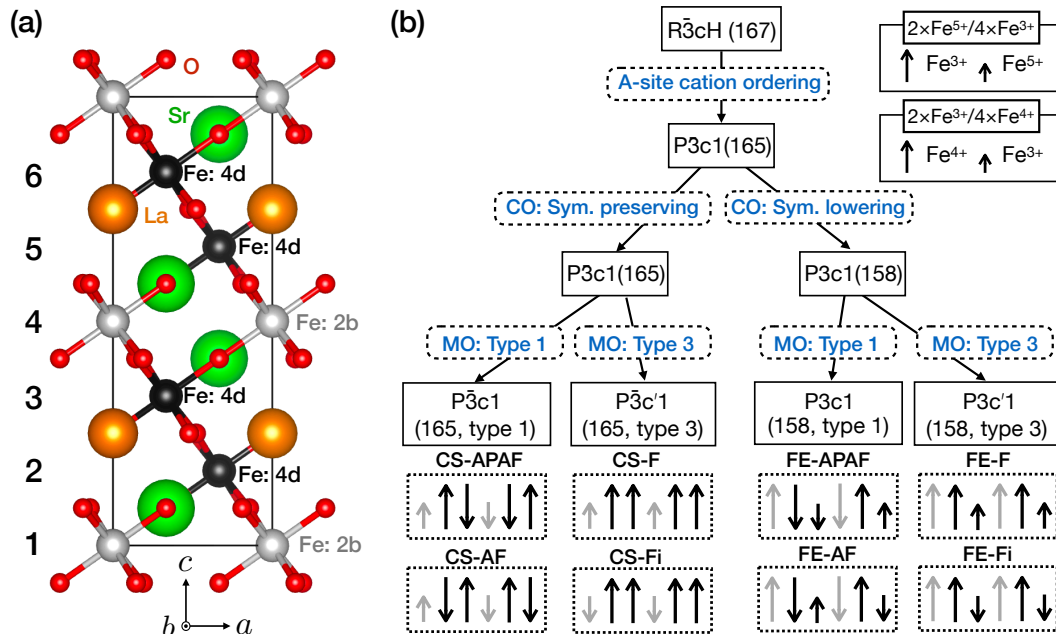 (a)
O
Sr
6
Fe: 4d
La
5
Fe: 4d
4
Fe: 2b
3
Fe: 4d
2
Fe: 4d
1
Fe: 2b
c
b
a
(b)
R3̄cH (167)
A-site cation ordering
P3̄c1(165)
CO: Sym. preserving
CO: Sym. lowering
P3̄c1(165)
P3c1(158)
MO: Type 1
MO: Type 3
MO: Type 1
MO: Type 3
P3̄c1
(165, type 1)
P3̄c′1
(165, type 3)
P3c1
(158, type 1)
P3c′1
(158, type 3)
CS-APAF
CS-F
FE-APAF
FE-F
CS-AF
CS-Fi
FE-AF
FE-Fi
2×Fe⁵⁺/4×Fe³⁺
Fe³⁺ Fe⁵⁺
2×Fe³⁺/4×Fe⁴⁺
Fe⁴⁺ Fe³⁺